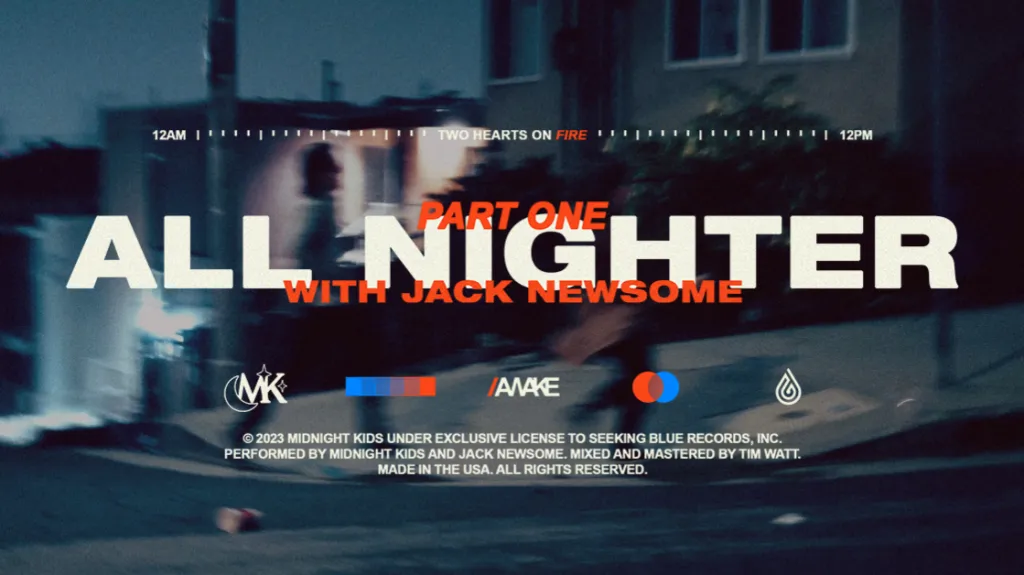 12AM TWO HEARTS ON FIRE 12PM
PART ONE
ALL NIGHTER
WITH JACK NEWSOME
MK /AWAKE
© 2023 MIDNIGHT KIDS UNDER EXCLUSIVE LICENSE TO SEEKING BLUE RECORDS, INC.
PERFORMED BY MIDNIGHT KIDS AND JACK NEWSOME. MIXED AND MASTERED BY TIM WATT.
MADE IN THE USA. ALL RIGHTS RESERVED.